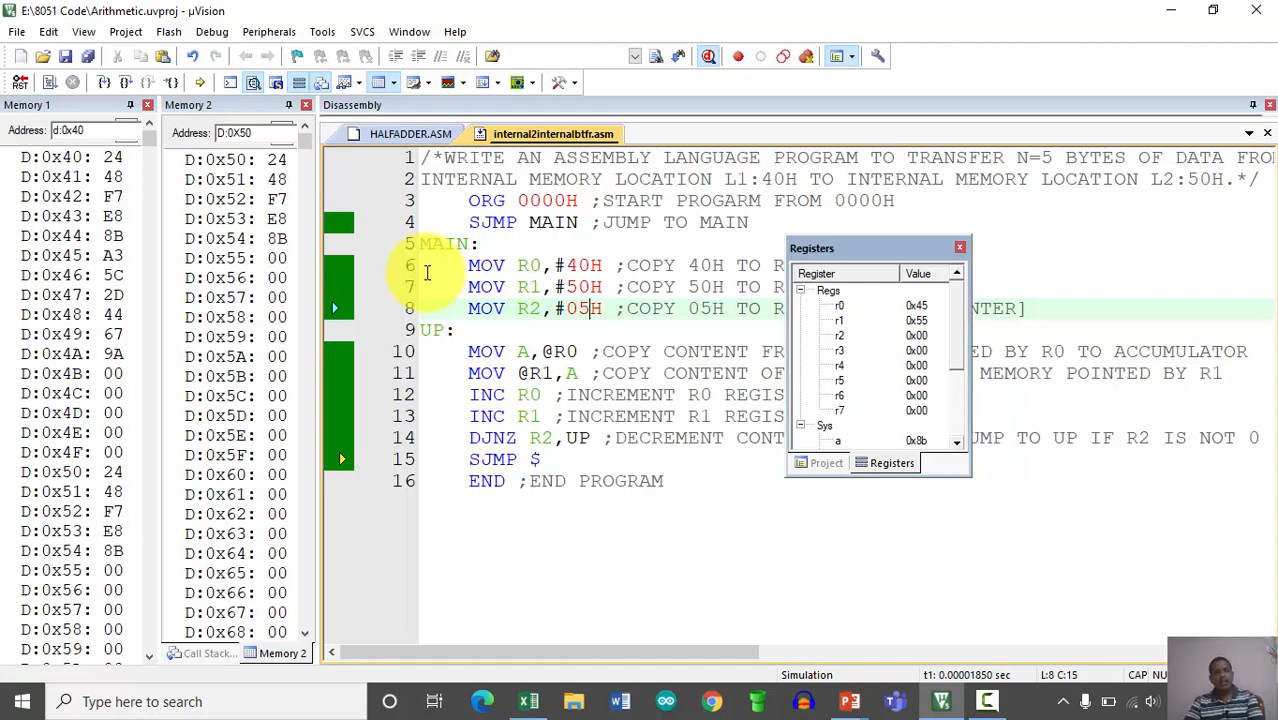 E:\8051 Code\Arithmetic.uvproj - µVision
File Edit View Project Flash Debug Peripherals Tools SVCS Window Help
Memory 1
Address: d:0x40
D:0x40: 24
D:0x41: 48
D:0x42: F7
D:0x43: E8
D:0x44: 8B
D:0x45: A3
D:0x46: 5C
D:0x47: 2D
D:0x48: 44
D:0x49: 67
D:0x4A: 9A
D:0x4B: 00
D:0x4C: 00
D:0x4D: 00
D:0x4E: 00
D:0x4F: 00
D:0x50: 24
D:0x51: 48
D:0x52: F7
D:0x53: E8
D:0x54: 8B
D:0x55: 00
D:0x56: 00
D:0x57: 00
D:0x58: 00
D:0x59: 00
Memory 2
Address: D:0X50
D:0x50: 24
D:0x51: 48
D:0x52: F7
D:0x53: E8
D:0x54: 8B
D:0x55: 00
D:0x56: 00
D:0x57: 00
D:0x58: 00
D:0x59: 00
D:0x5A: 00
D:0x5B: 00
D:0x5C: 00
D:0x5D: 00
D:0x5E: 00
D:0x5F: 00
D:0x60: 00
D:0x61: 00
D:0x62: 00
D:0x63: 00
D:0x64: 00
D:0x65: 00
D:0x66: 00
D:0x67: 00
D:0x68: 00
Call Stack... Memory 2
Disassembly
HALFADDER.ASM internal2internalbtfr.asm
1 /*WRITE AN ASSEMBLY LANGUAGE PROGRAM TO TRANSFER N=5 BYTES OF DATA FRO
2 INTERNAL MEMORY LOCATION L1:40H TO INTERNAL MEMORY LOCATION L2:50H.*/
3 ORG 0000H ;START PROGARM FROM 0000H
4 SJMP MAIN ;JUMP TO MAIN
5 MAIN:
6 MOV R0,#40H ;COPY 40H TO R
7 MOV R1,#50H ;COPY 50H TO R
8 MOV R2,#05H ;COPY 05H TO R NTER]
9 UP:
10 MOV A,@R0 ;COPY CONTENT FR ED BY R0 TO ACCUMULATOR
11 MOV @R1,A ;COPY CONTENT OF MEMORY POINTED BY R1
12 INC R0 ;INCREMENT R0 REGIS
13 INC R1 ;INCREMENT R1 REGIS
14 DJNZ R2,UP ;DECREMENT CONT UMP TO UP IF R2 IS NOT 0
15 SJMP $
16 END ;END PROGRAM
Registers
Register Value
Regs
r0 0x45
r1 0x55
r2 0x00
r3 0x00
r4 0x00
r5 0x00
r6 0x00
r7 0x00
Sys
a 0x8b
Project Registers
Simulation t1: 0.00001850 sec L:8 C:15 CAP NU
Type here to search